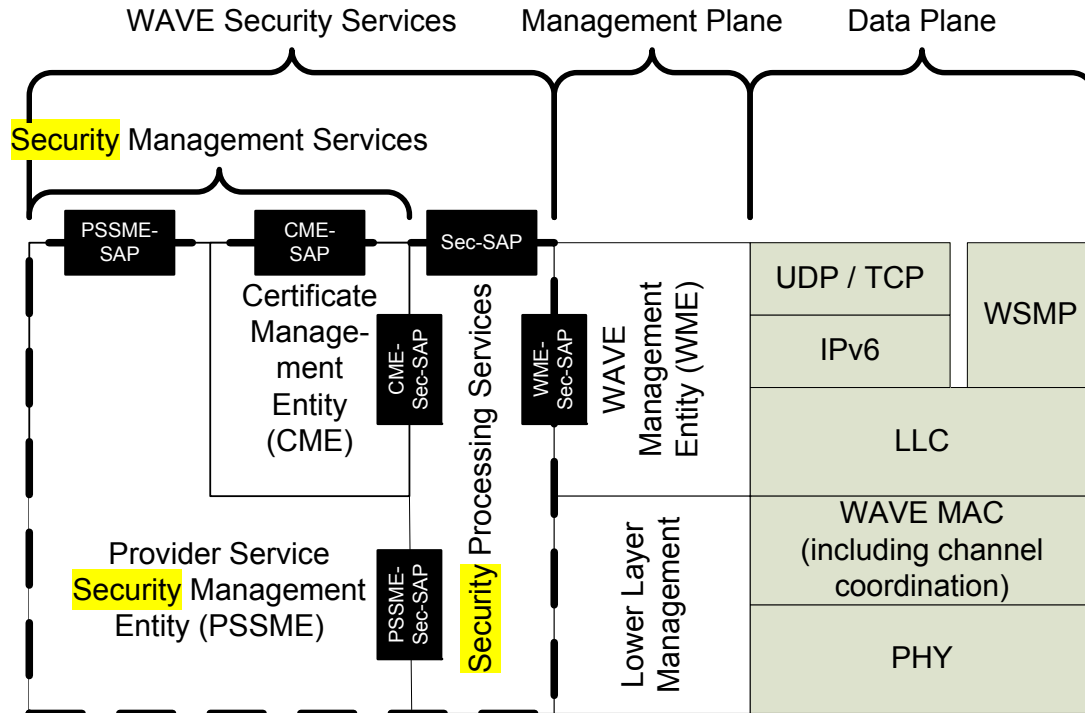 WAVE Security Services
Management Plane
Data Plane
Security Management Services
PSSME-
SAP
CME-
SAP
Sec-SAP
Certificate
Manage-
ment
Entity
(CME)
CME-
Sec-SAP
Security Processing Services
WME-
Sec-SAP
WAVE
Management
Entity (WME)
UDP / TCP
IPv6
WSMP
LLC
Provider Service
Security Management
Entity (PSSME)
PSSME-
Sec-SAP
Lower Layer
Management
WAVE MAC
(including channel
coordination)
PHY